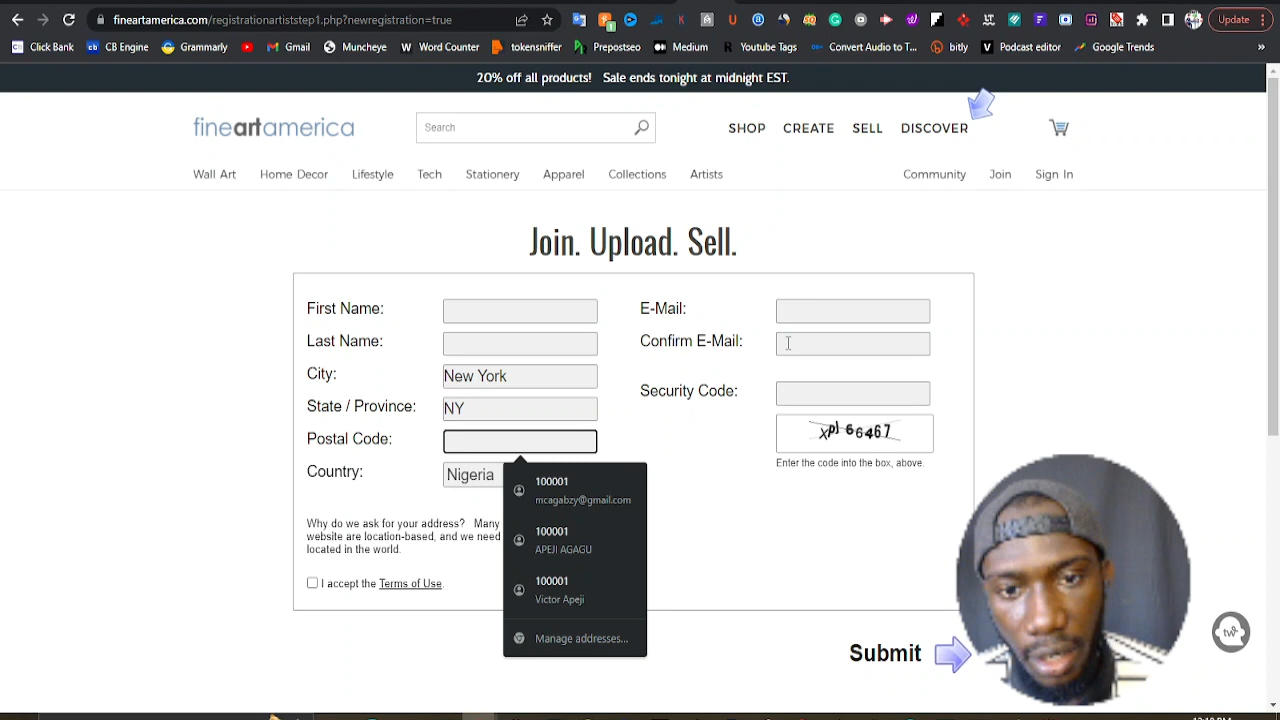 fineartamerica.com/registrationartiststep1.php?newregistration=true
Update
Click Bank
CB Engine
Grammarly
Gmail
Muncheye
Word Couter
tokensniffer
Prepostseo
Medium
Youtube Tags
Convert Audio to T...
bitly
Podcast editor
Google Trends
»
20% off all products! Sale ends tonight at midnight EST.
fineartamerica
Search
SHOP
CREATE
SELL
DISCOVER
Wall Art
Home Decor
Lifestyle
Tech
Stationery
Apparel
Collections
Artists
Community
Join
Sign In
Join. Upload. Sell.
First Name:
E-Mail:
Last Name:
Confirm E-Mail:
City:
New York
Security Code:
State / Province:
NY
Postal Code:
Enter the code into the box, above.
Country:
Nigeria
100001
mcagabzy@gmail.com
100001
APEJI AGAGU
100001
Victor Apeji
Manage addresses...
Why do we ask for your address? Many
website are location-based, and we need
located in the world.
I accept the Terms of Use.
Submit